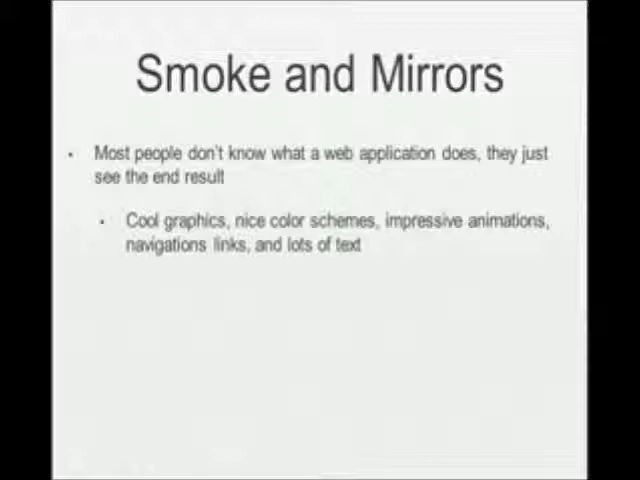 Smoke and Mirrors
Most people don't know what a web application does, they just
see the end result
Cool graphics, nice color schemes, impressive animations,
navigations links, and lots of text